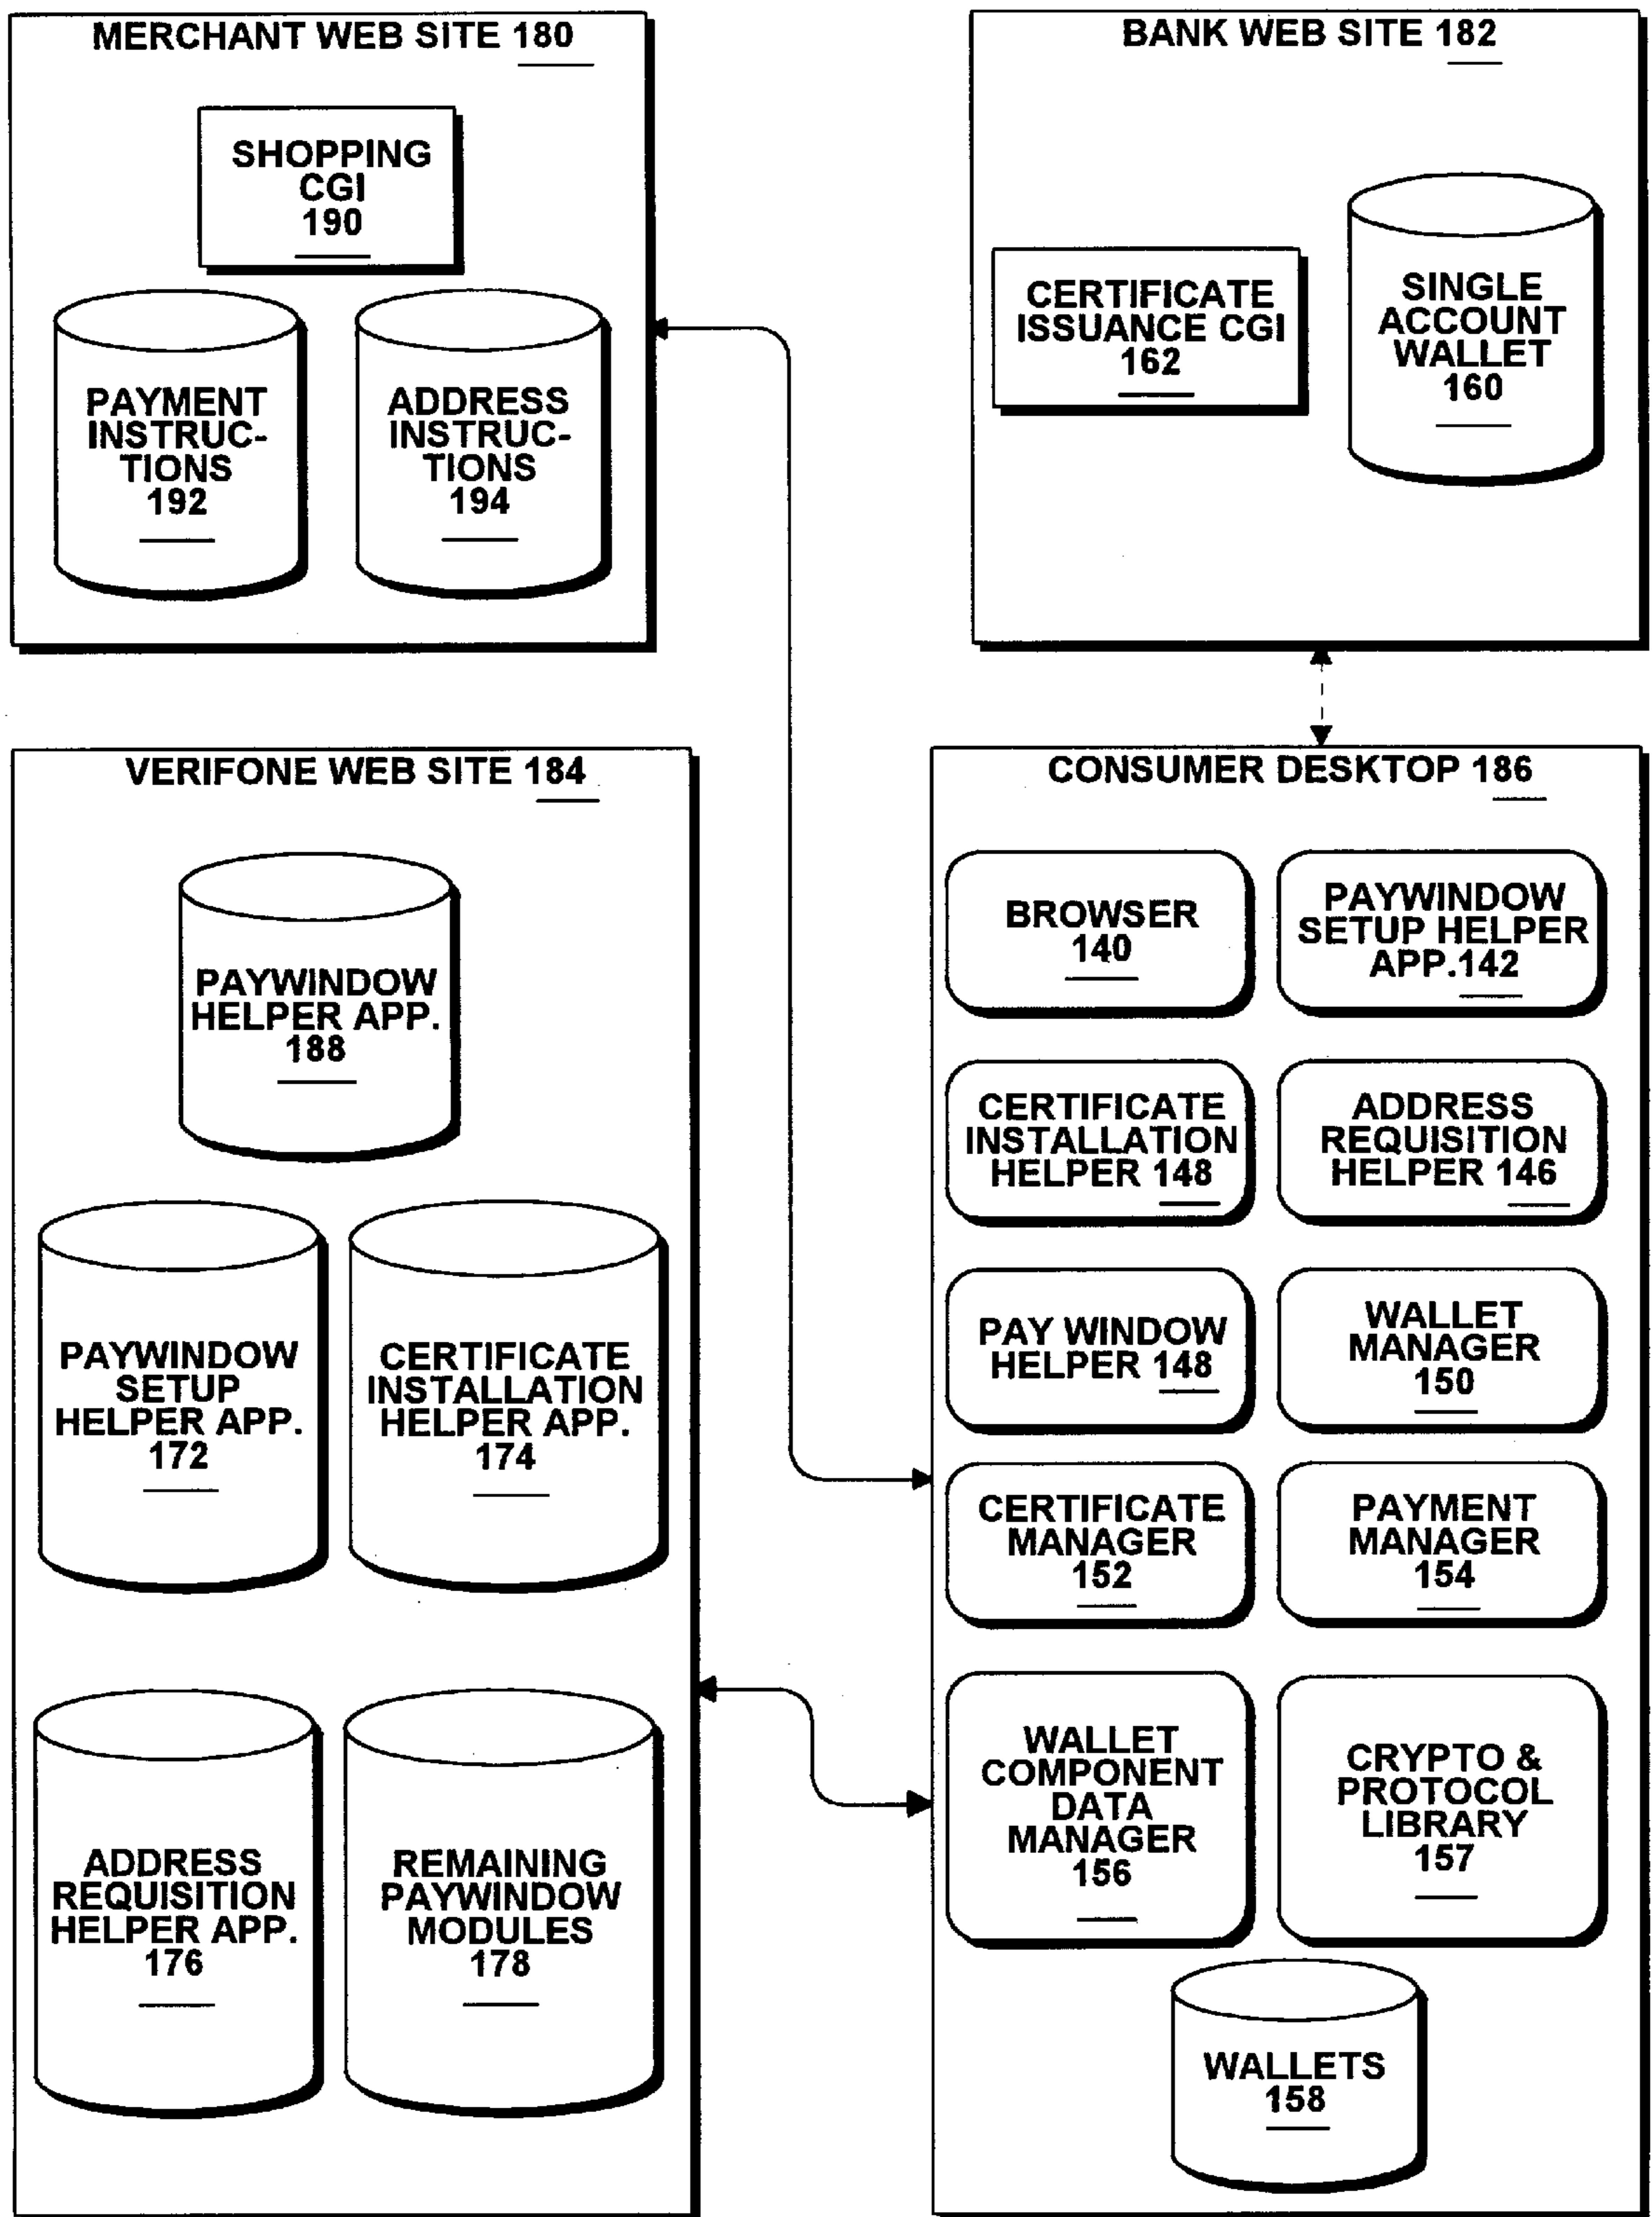 MERCHANT WEB SITE 180
SHOPPING
CGI
190
PAYMENT
INSTRUC-
TIONS
192
ADDRESS
INSTRUC-
TIONS
194
BANK WEB SITE 182
CERTIFICATE
ISSUANCE CGI
162
SINGLE
ACCOUNT
WALLET
160
VERIFONE WEB SITE 184
PAYWINDOW
HELPER APP.
188
PAYWINDOW
SETUP
HELPER APP.
172
CERTIFICATE
INSTALLATION
HELPER APP.
174
ADDRESS
REQUISITION
HELPER APP.
176
REMAINING
PAYWINDOW
MODULES
178
CONSUMER DESKTOP 186
BROWSER
140
PAYWINDOW
SETUP HELPER
APP.142
CERTIFICATE
INSTALLATION
HELPER 148
ADDRESS
REQUISITION
HELPER 146
PAY WINDOW
HELPER 148
WALLET
MANAGER
150
CERTIFICATE
MANAGER
152
PAYMENT
MANAGER
154
WALLET
COMPONENT
DATA
MANAGER
156
CRYPTO &
PROTOCOL
LIBRARY
157
WALLETS
158